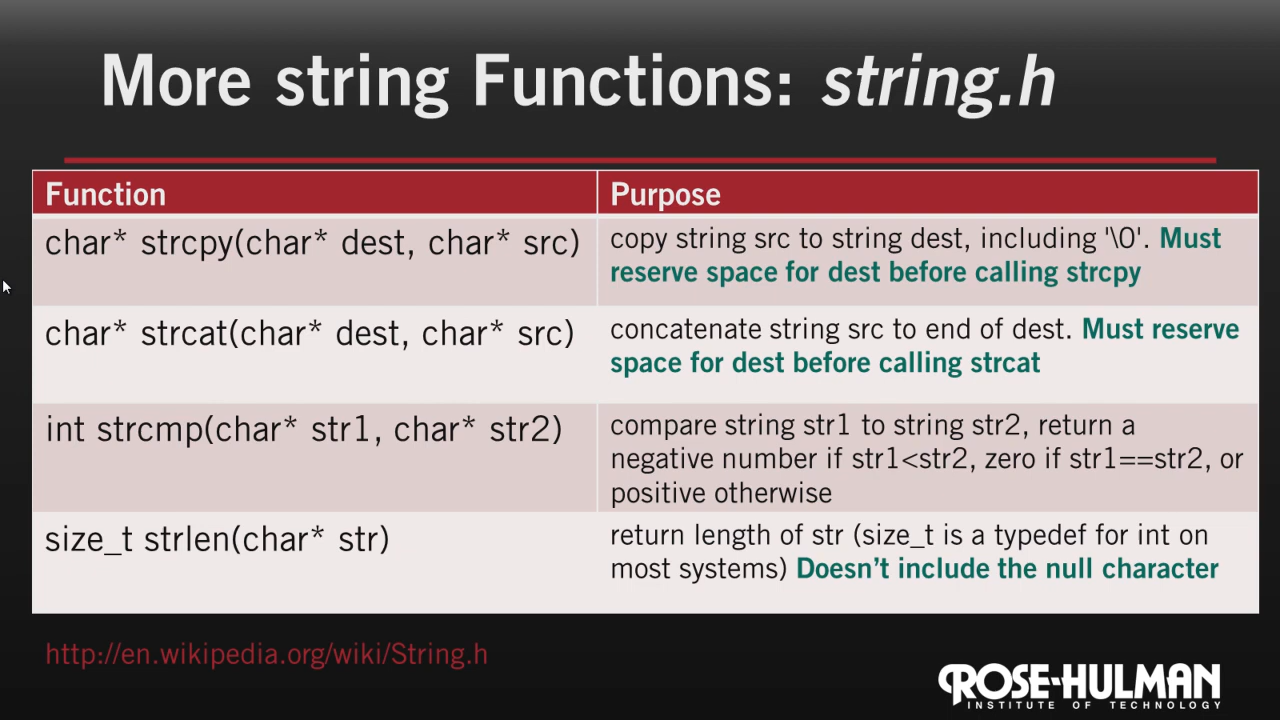 More string Functions: string.h
Function
Purpose
char* strcpy(char* dest, char* src)
copy string src to string dest, including '\0'. Must
reserve space for dest before calling strcpy
char* strcat(char* dest, char* src)
concatenate string src to end of dest. Must reserve
space for dest before calling strcat
int strcmp(char* str1, char* str2)
compare string str1 to string str2, return a
negative number if str1<str2, zero if str1==str2, or
positive otherwise
size_t strlen(char* str)
return length of str (size_t is a typedef for int on
most systems) Doesn’t include the null character
http://en.wikipedia.org/wiki/String.h
ROSE-HULMAN
INSTITUTE OF TECHNOLOGY